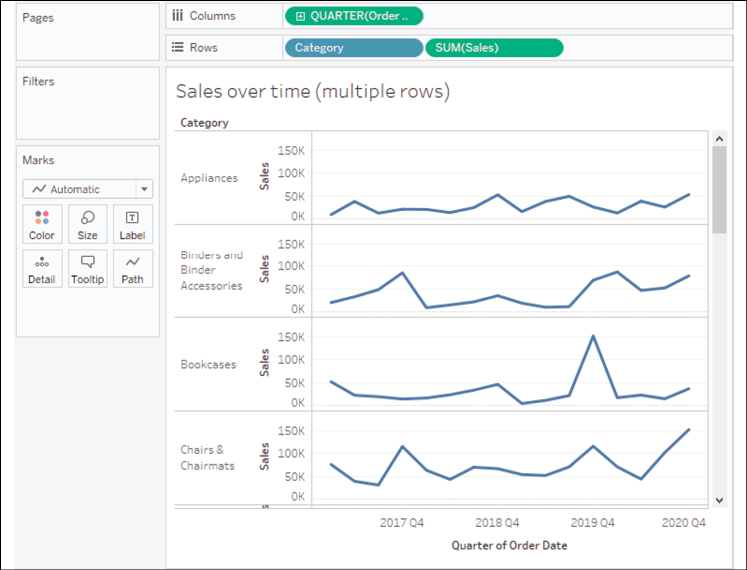 Pages
Columns
QUARTER(Order ..
Rows
Category
SUM(Sales)
Filters
Marks
Automatic
Color
Size
Label
Detail
Tooltip
Path
Sales over time (multiple rows)
Category
Appliances
Sales
150K
100K
50K
0K
Binders and
Binder
Accessories
Sales
150K
100K
50K
0K
Bookcases
Sales
150K
100K
50K
0K
Chairs &
Chairmats
Sales
150K
100K
50K
0K
2017 Q4
2018 Q4
2019 Q4
2020 Q4
Quarter of Order Date